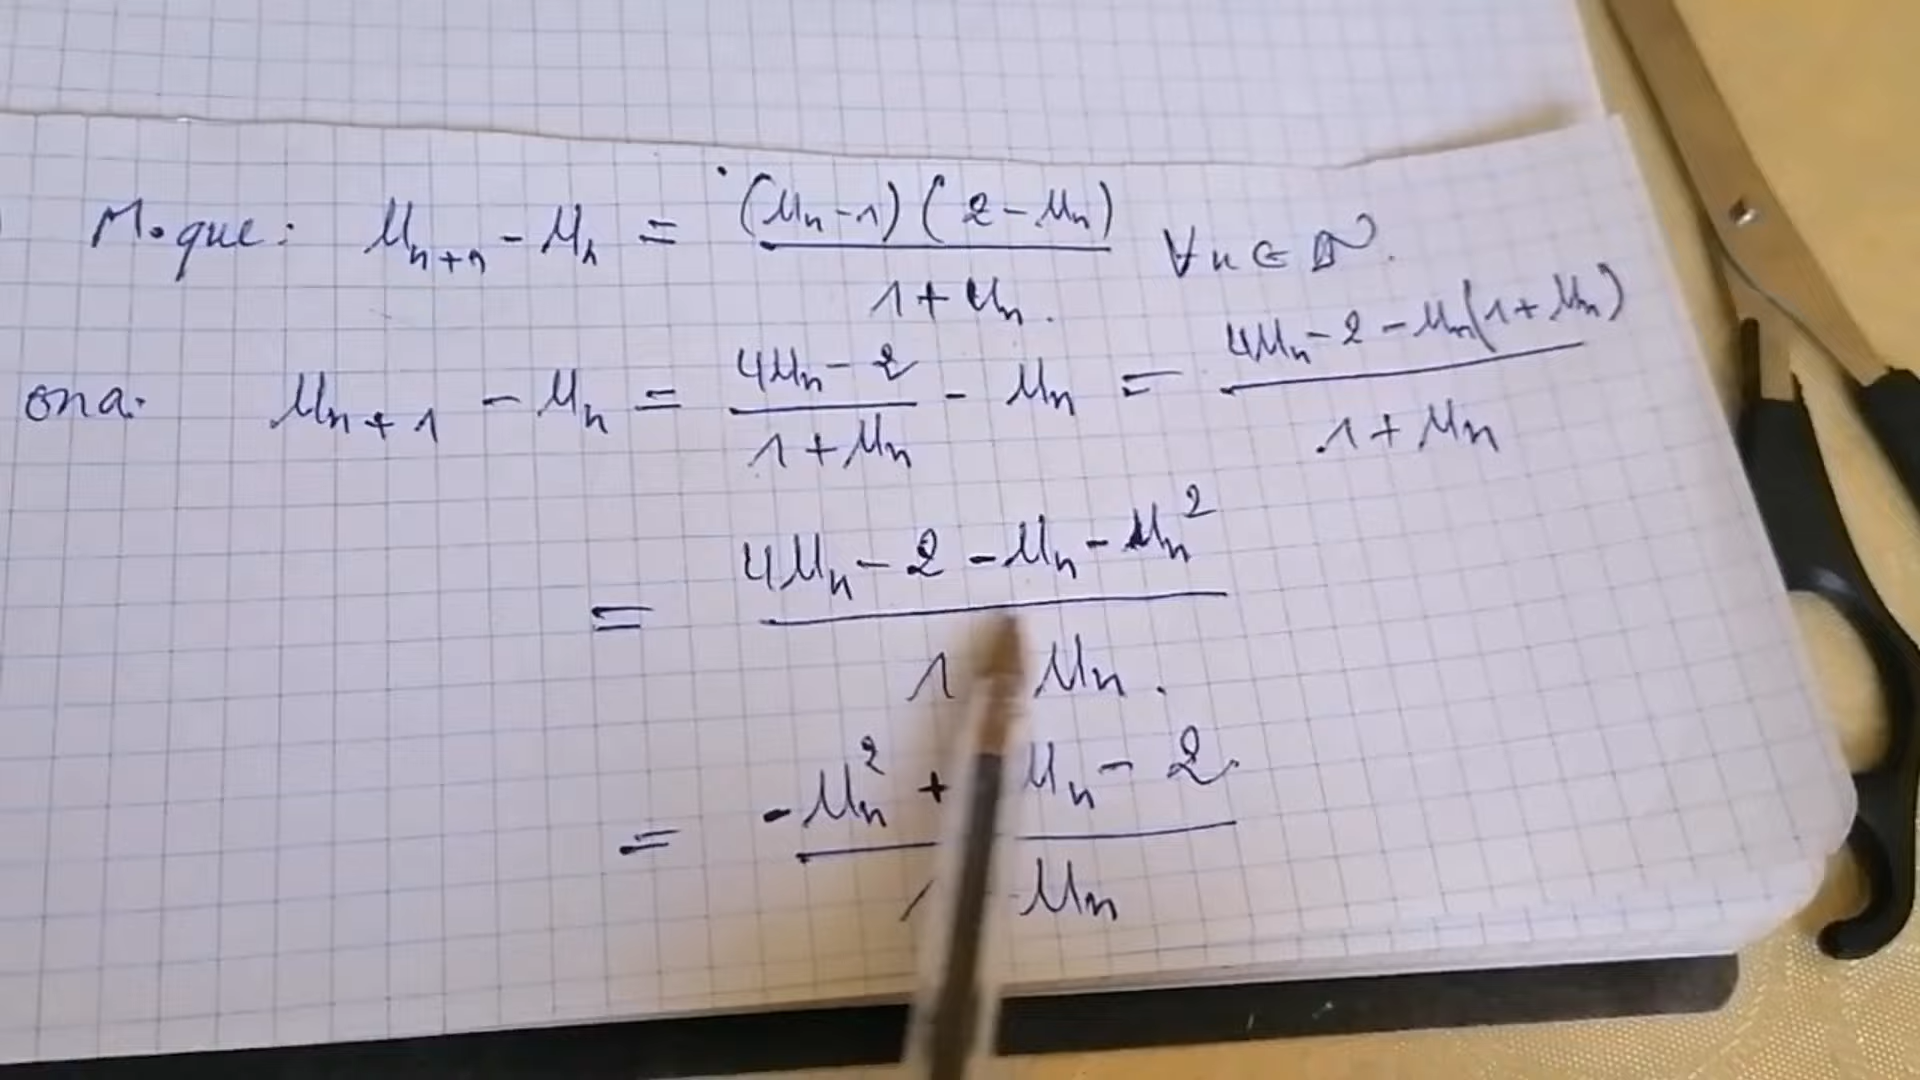 M. que: Uₙ₊₁ - Uₙ = (Uₙ-1)(2-Uₙ) / 1+Uₙ. ∀n∈ℕ.
on a. Uₙ₊₁ - Uₙ = 4Uₙ-2 / 1+Uₙ - Uₙ = 4Uₙ-2-Uₙ(1+Uₙ) / 1+Uₙ
= 4Uₙ-2-Uₙ-Uₙ² / 1 Uₙ.
= -Uₙ² + Uₙ - 2. / 1 Uₙ